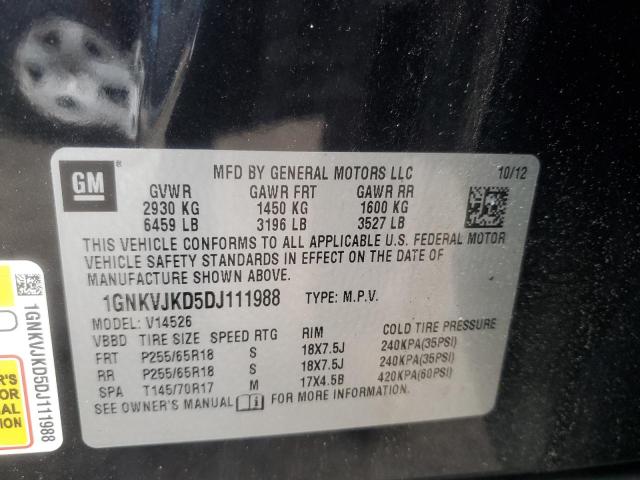 GM®
MFD BY GENERAL MOTORS LLC 10/12
GVWR GAWR FRT GAWR RR
2930 KG 1450 KG 1600 KG
6459 LB 3196 LB 3527 LB
THIS VEHICLE CONFORMS TO ALL APPLICABLE U.S. FEDERAL MOTOR
VEHICLE SAFETY STANDARDS IN EFFECT ON THE DATE OF
MANUFACTURE SHOWN ABOVE.
1GNKVJKD5DJ111988 TYPE: M.P.V.
MODEL: V14526
VBBD TIRE SIZE SPEED RTG RIM COLD TIRE PRESSURE
FRT P255/65R18 S 18X7.5J 240KPA(35PSI)
RR P255/65R18 S 18X7.5J 240KPA(35PSI)
SPA T145/70R17 M 17X4.5B 420KPA(60PSI)
SEE OWNER'S MANUAL FOR MORE INFORMATION.
1GNKVJKD5DJ111988
R'S
FOR
ONAL